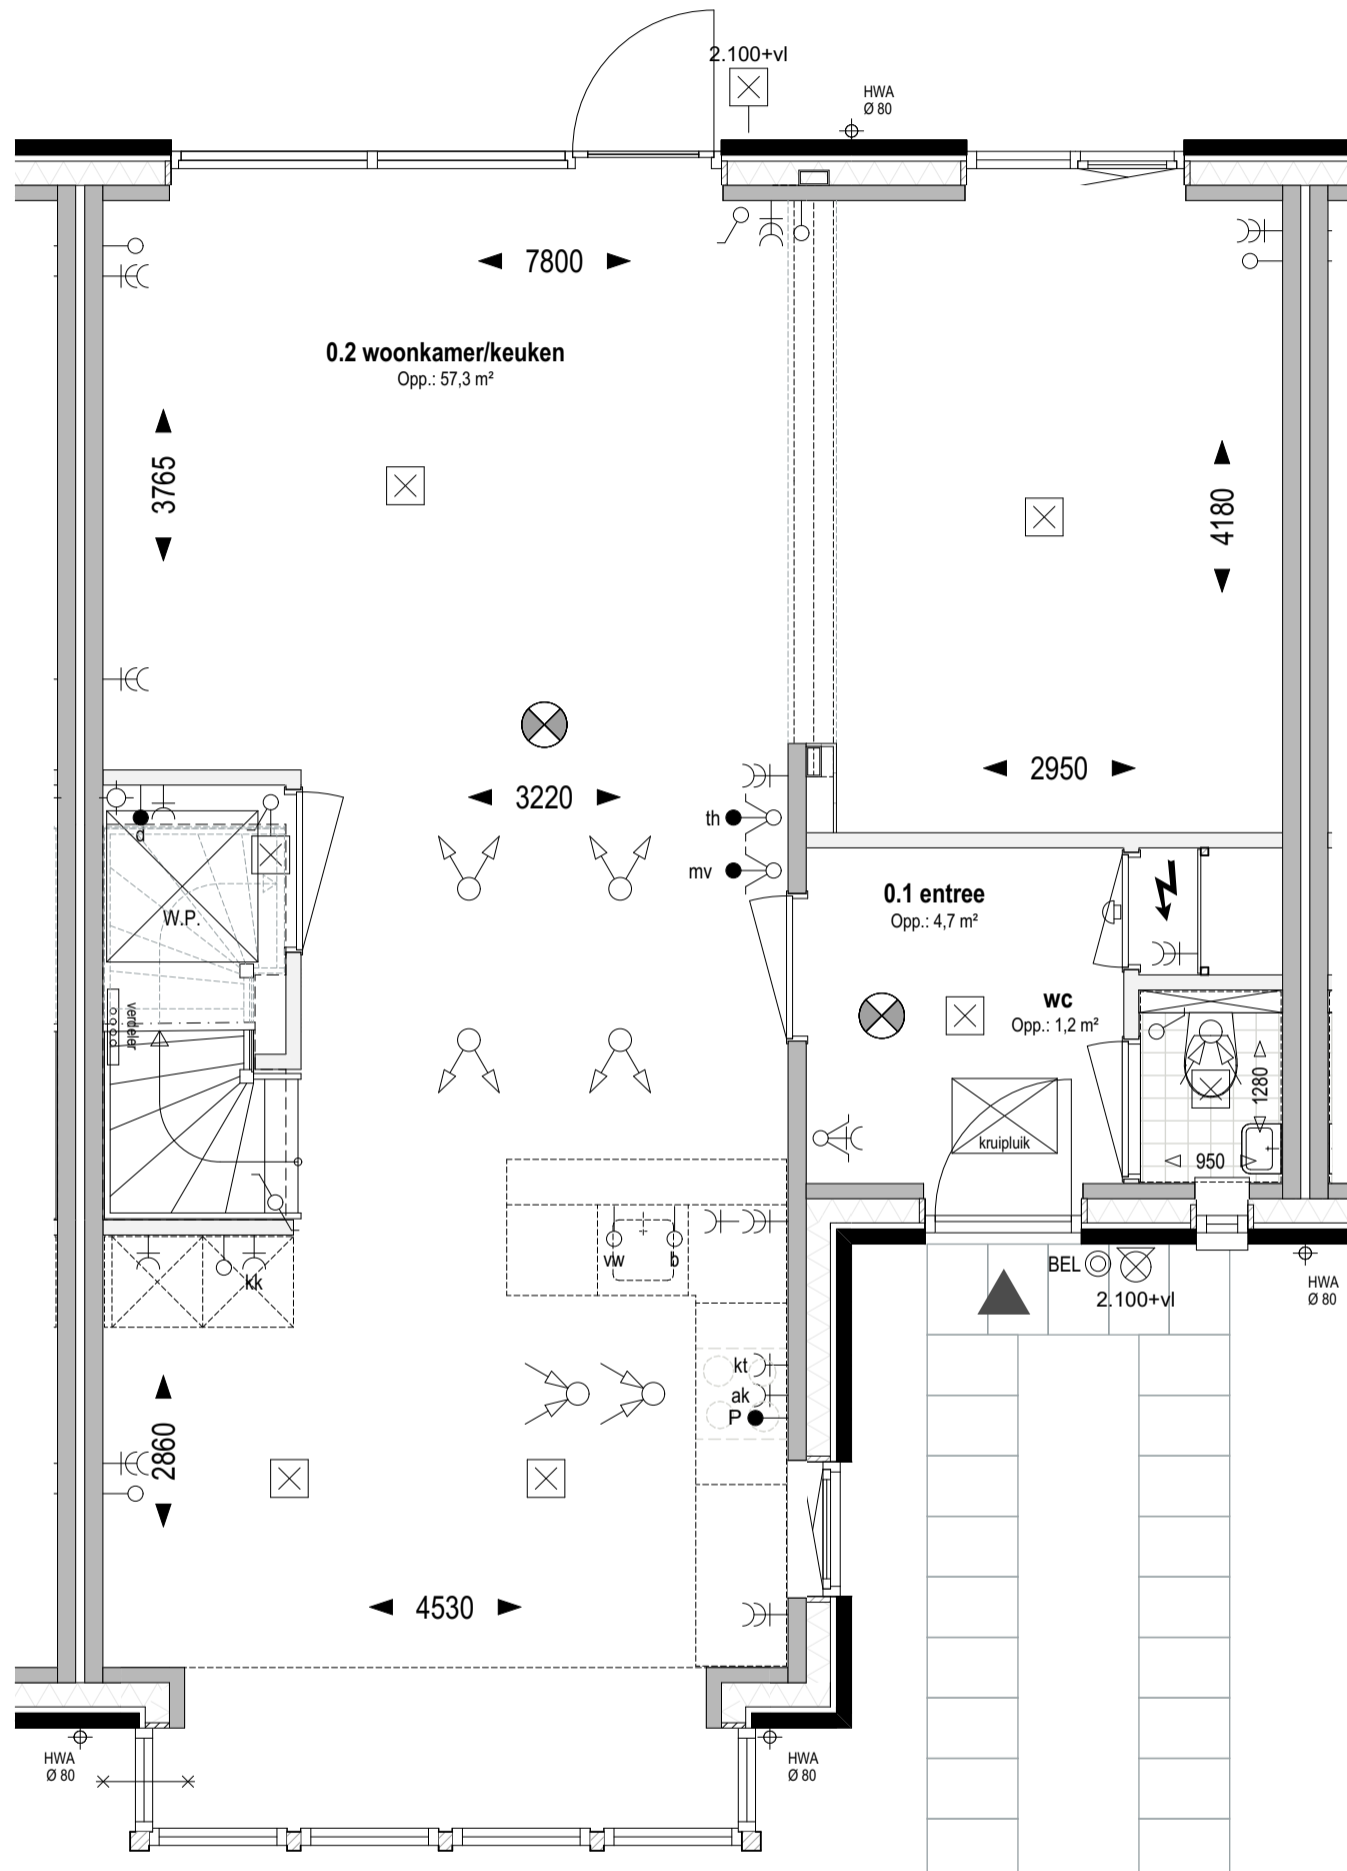 2.100+vl
HWA
Ø 80
7800
0.2 woonkamer/keuken
Opp.: 57,3 m²
3765
4180
2950
3220
th
mv
d
W.P.
verdeler
0.1 entree
Opp.: 4,7 m²
wc
Opp.: 1,2 m²
1280
950
kruipluik
vw
b
kk
BEL
2.100+vl
HWA
Ø 80
kt
ak
P
2860
4530
HWA
Ø 80
HWA
Ø 80